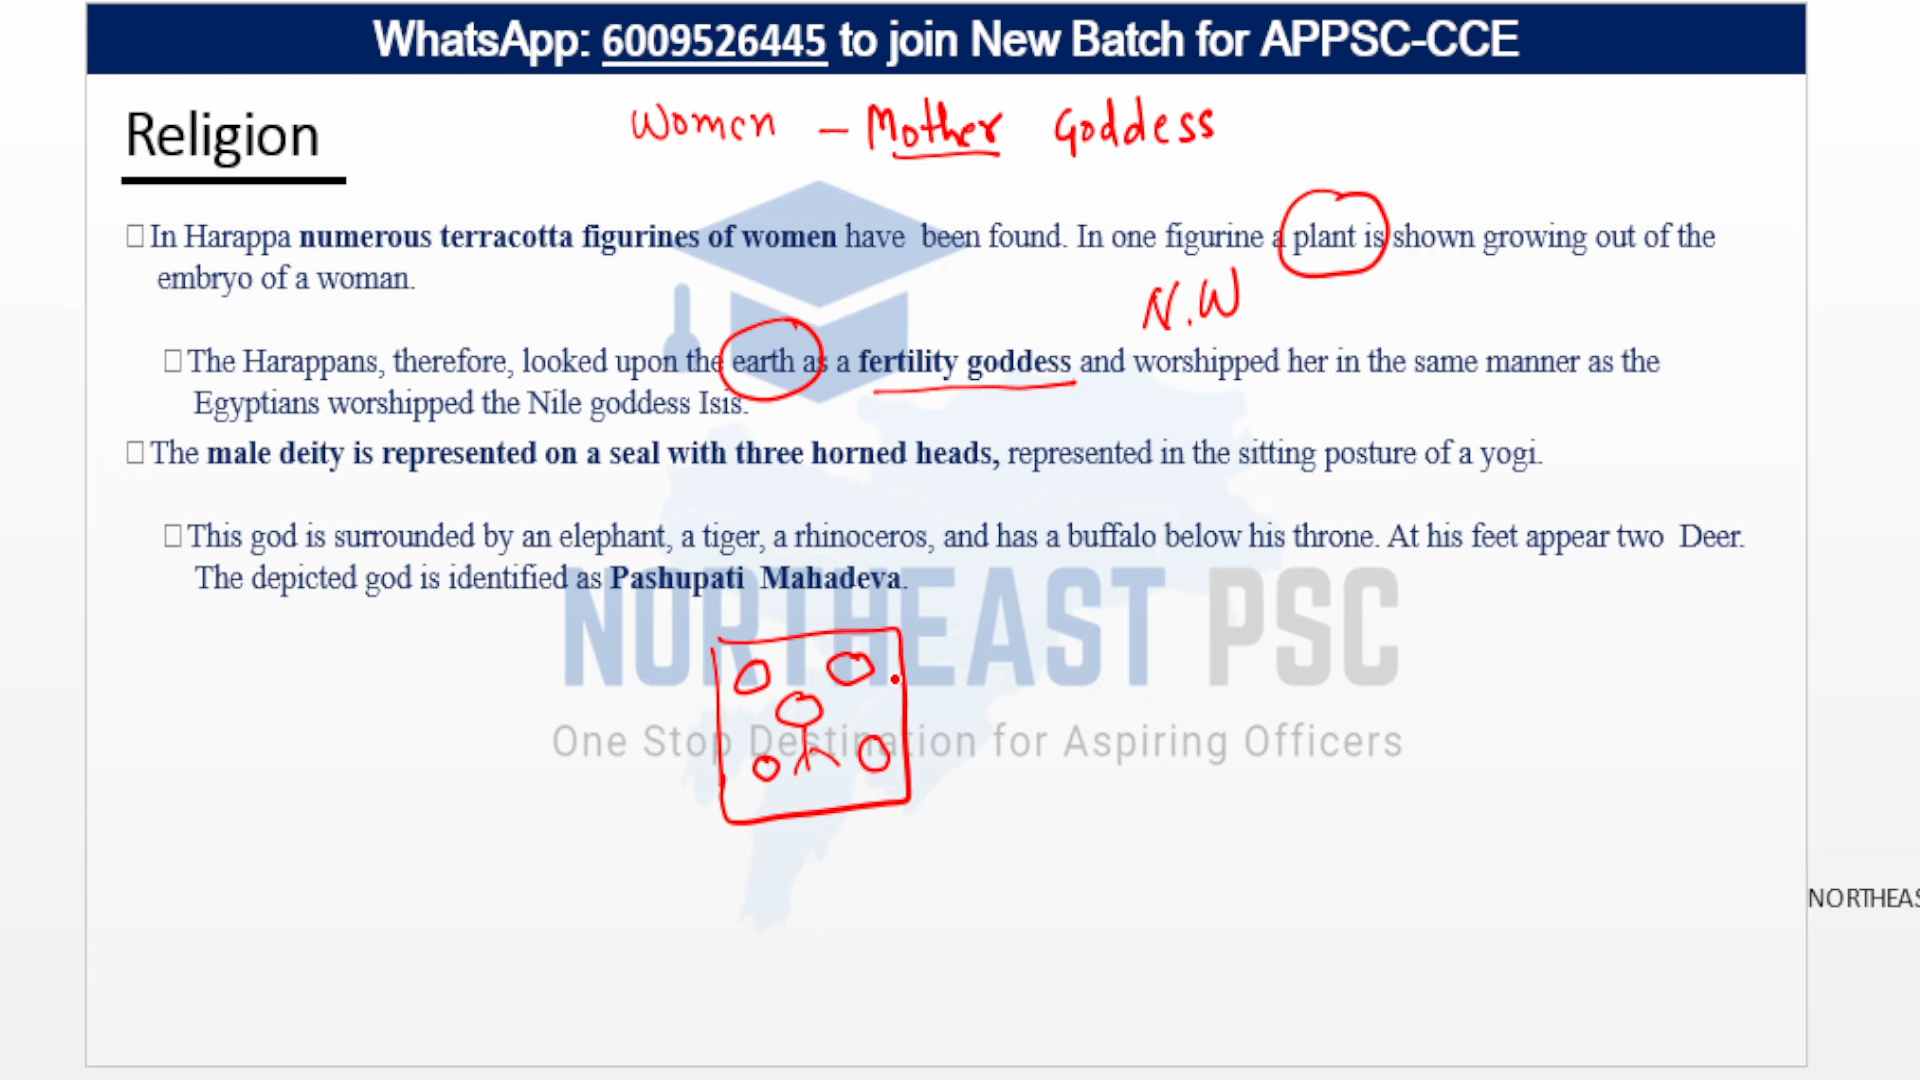 WhatsApp: 6009526445 to join New Batch for APPSC-CCE
Religion
Women - Mother Goddess
In Harappa numerous terracotta figurines of women have been found. In one figurine a plant is shown growing out of the
embryo of a woman.
N.W
The Harappans, therefore, looked upon the earth as a fertility goddess and worshipped her in the same manner as the
Egyptians worshipped the Nile goddess Isis.
The male deity is represented on a seal with three horned heads, represented in the sitting posture of a yogi.
This god is surrounded by an elephant, a tiger, a rhinoceros, and has a buffalo below his throne. At his feet appear two Deer.
The depicted god is identified as Pashupati Mahadeva.
NORTHEAST PSC
One Stop Destination for Aspiring Officers
NORTHEAS